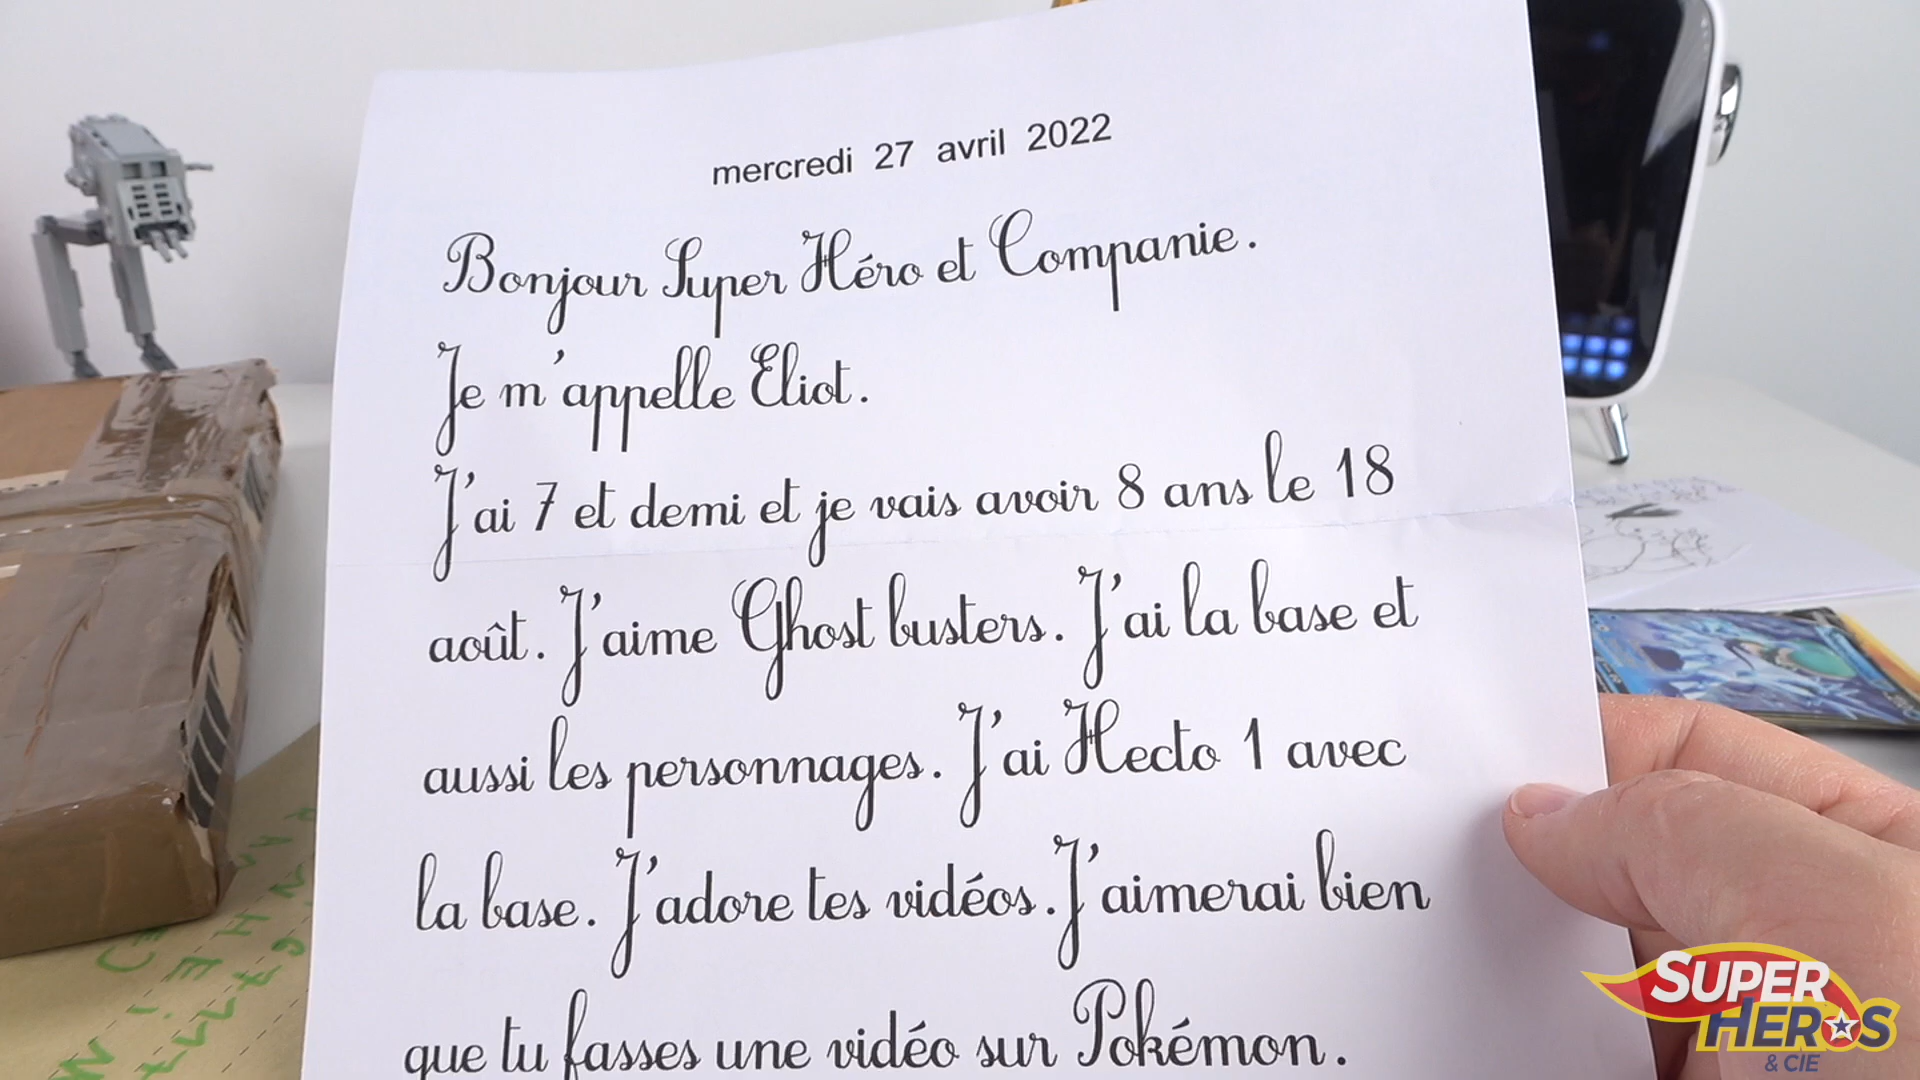 mercredi 27 avril 2022
Bonjour Super Héro et Companie.
Je m'appelle Eliot.
J'ai 7 et demi et je vais avoir 8 ans le 18
août. J'aime Ghost busters. J'ai la base et
aussi les personnages. J'ai Hecto 1 avec
la base. J'adore tes vidéos. J'aimerai bien
que tu fasses une vidéo sur Pokémon.
SUPER
HEROS
& CIE